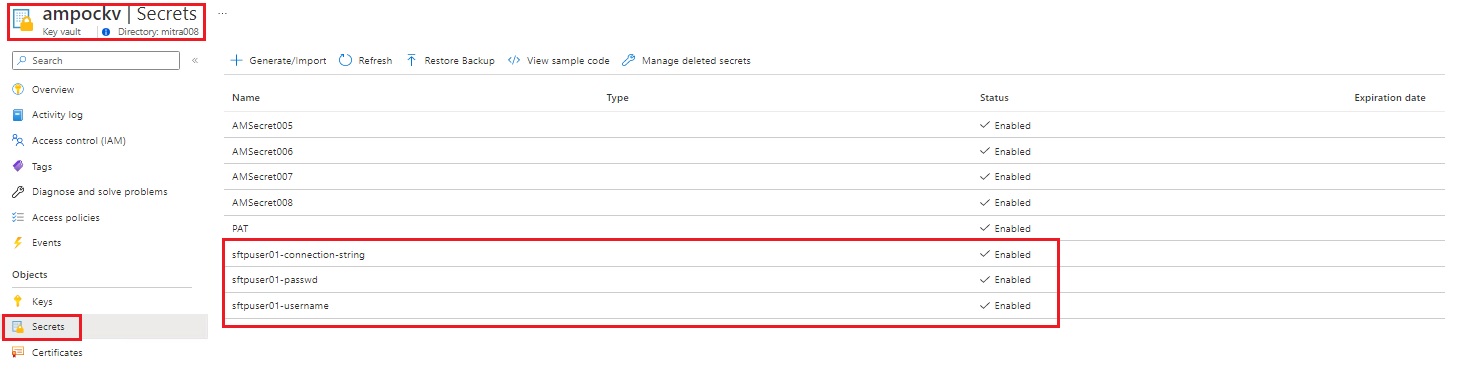 ampockv | Secrets ...
Key vault Directory: mitra008
Search «
Generate/Import Refresh Restore Backup View sample code Manage deleted secrets
Overview
Activity log
Access control (IAM)
Tags
Diagnose and solve problems
Access policies
Events
Objects
Keys
Secrets
Certificates
Name Type Status Expiration date
AMSecret005 Enabled
AMSecret006 Enabled
AMSecret007 Enabled
AMSecret008 Enabled
PAT Enabled
sftpuser01-connection-string Enabled
sftpuser01-passwd Enabled
sftpuser01-username Enabled